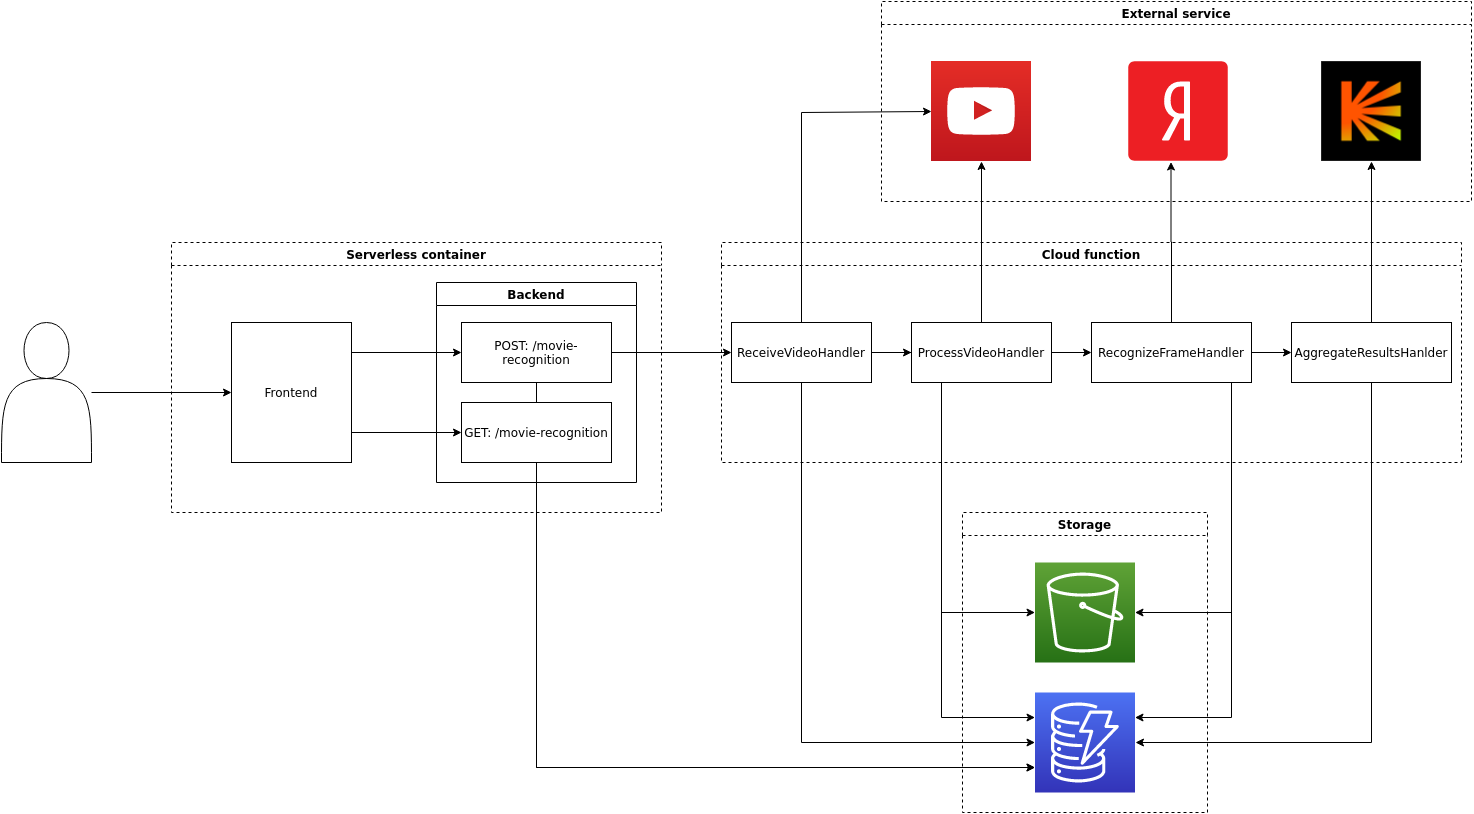 External service
Я
Serverless container
Cloud function
Backend
POST: /movie-
recognition
ReceiveVideoHandler
ProcessVideoHandler
RecognizeFrameHandler
AggregateResultsHanlder
Frontend
GET: /movie-recognition
Storage